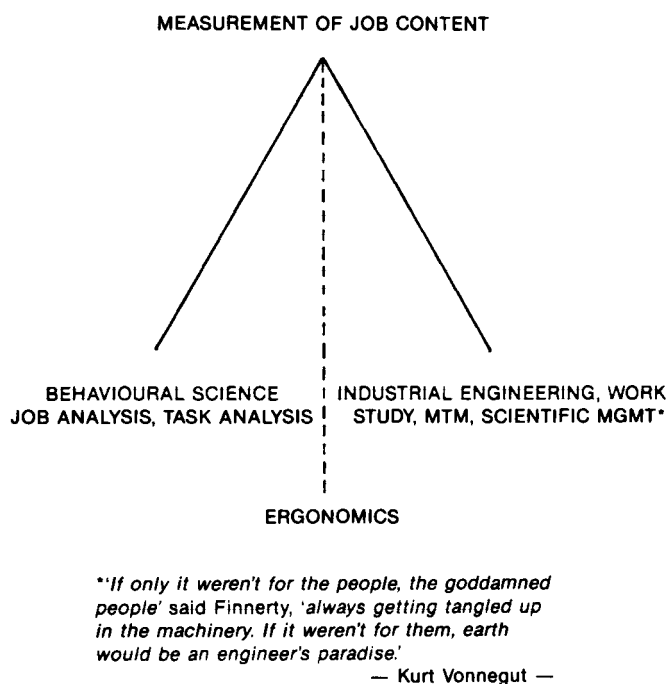 MEASUREMENT OF JOB CONTENT
BEHAVIOURAL SCIENCE
JOB ANALYSIS, TASK ANALYSIS
INDUSTRIAL ENGINEERING, WORK
STUDY, MTM, SCIENTIFIC MGMT*
ERGONOMICS
*'If only it weren't for the people, the goddamned
people' said Finnerty, 'always getting tangled up
in the machinery. If it weren't for them, earth
would be an engineer's paradise.'
— Kurt Vonnegut —